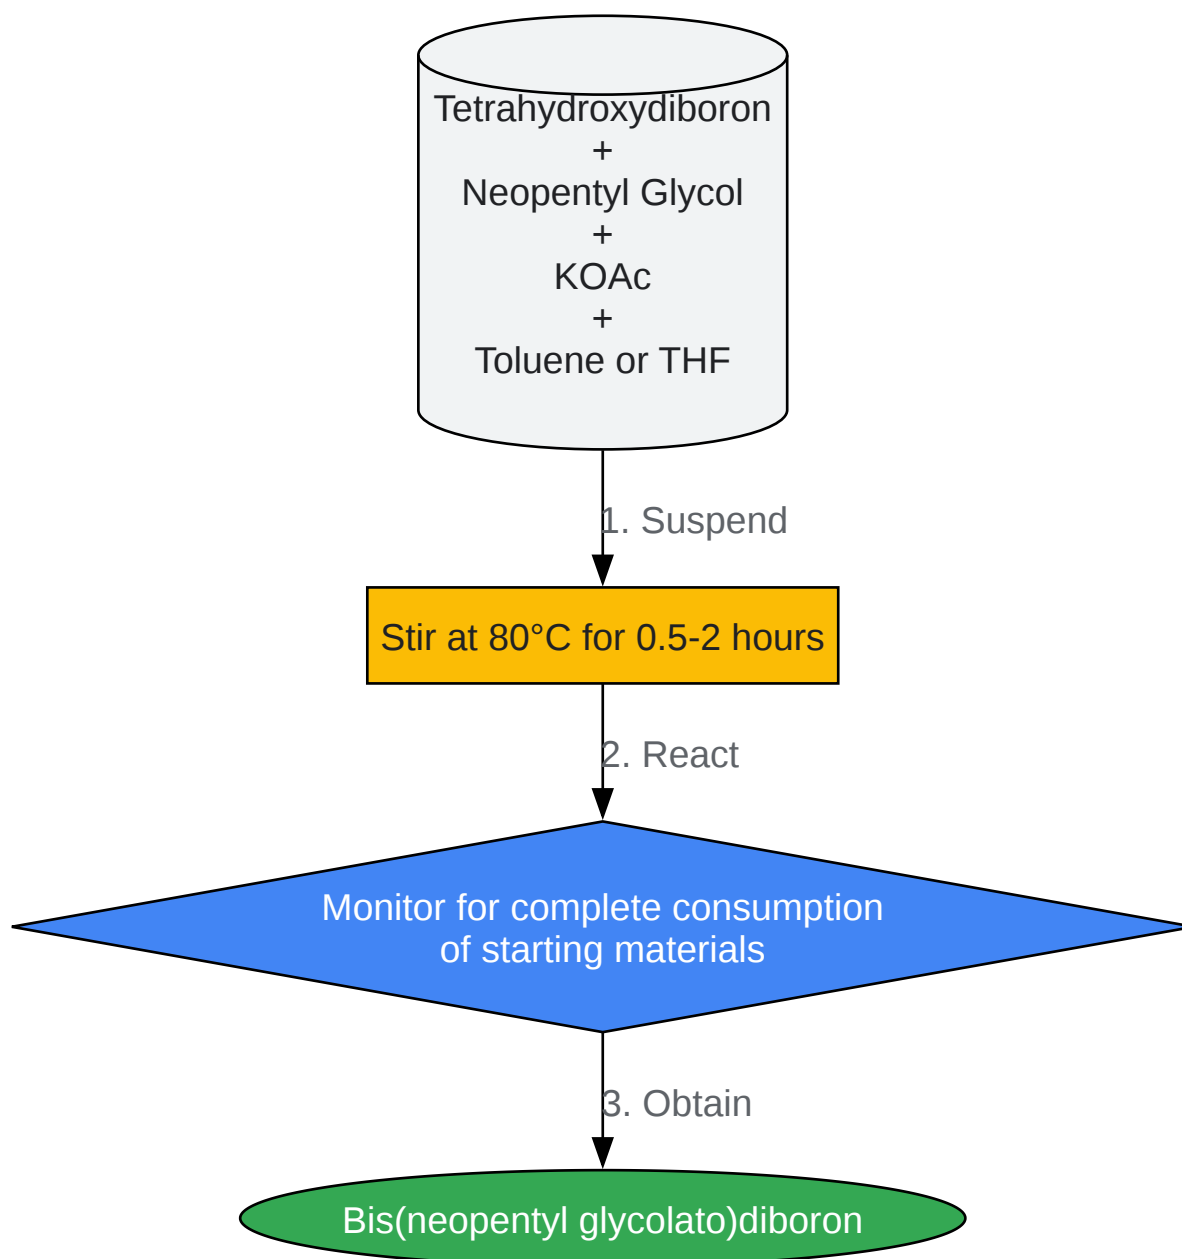 Tetrahydroxydiboron
+
Neopentyl Glycol
+
KOAc
+
Toluene or THF
1. Suspend
Stir at 80°C for 0.5-2 hours
2. React
Monitor for complete consumption
of starting materials
3. Obtain
Bis(neopentyl glycolato)diboron